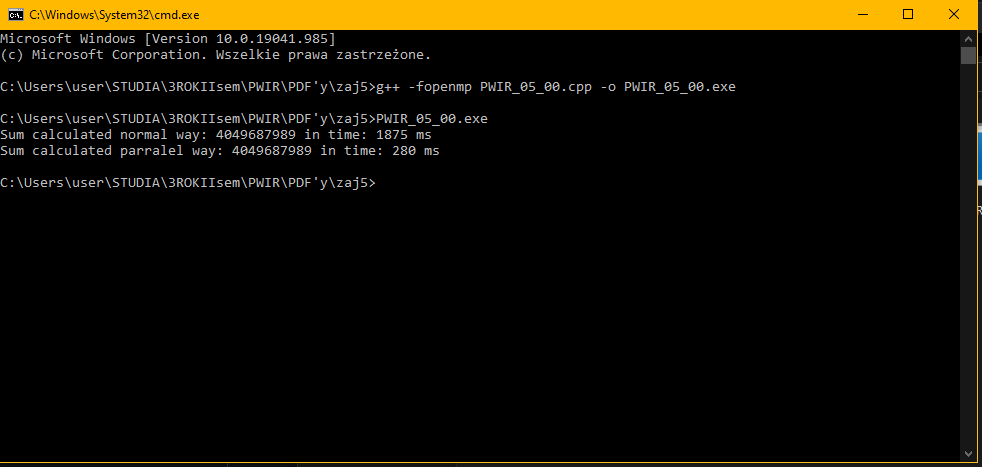 C:\Windows\System32\cmd.exe
Microsoft Windows [Version 10.0.19041.985]
(c) Microsoft Corporation. Wszelkie prawa zastrzeżone.
C:\Users\user\STUDIA\3ROKIIsem\PWIR\PDF'y\zaj5>g++ -fopenmp PWIR_05_00.cpp -o PWIR_05_00.exe
C:\Users\user\STUDIA\3ROKIIsem\PWIR\PDF'y\zaj5>PWIR_05_00.exe
Sum calculated normal way: 4049687989 in time: 1875 ms
Sum calculated parralel way: 4049687989 in time: 280 ms
C:\Users\user\STUDIA\3ROKIIsem\PWIR\PDF'y\zaj5>